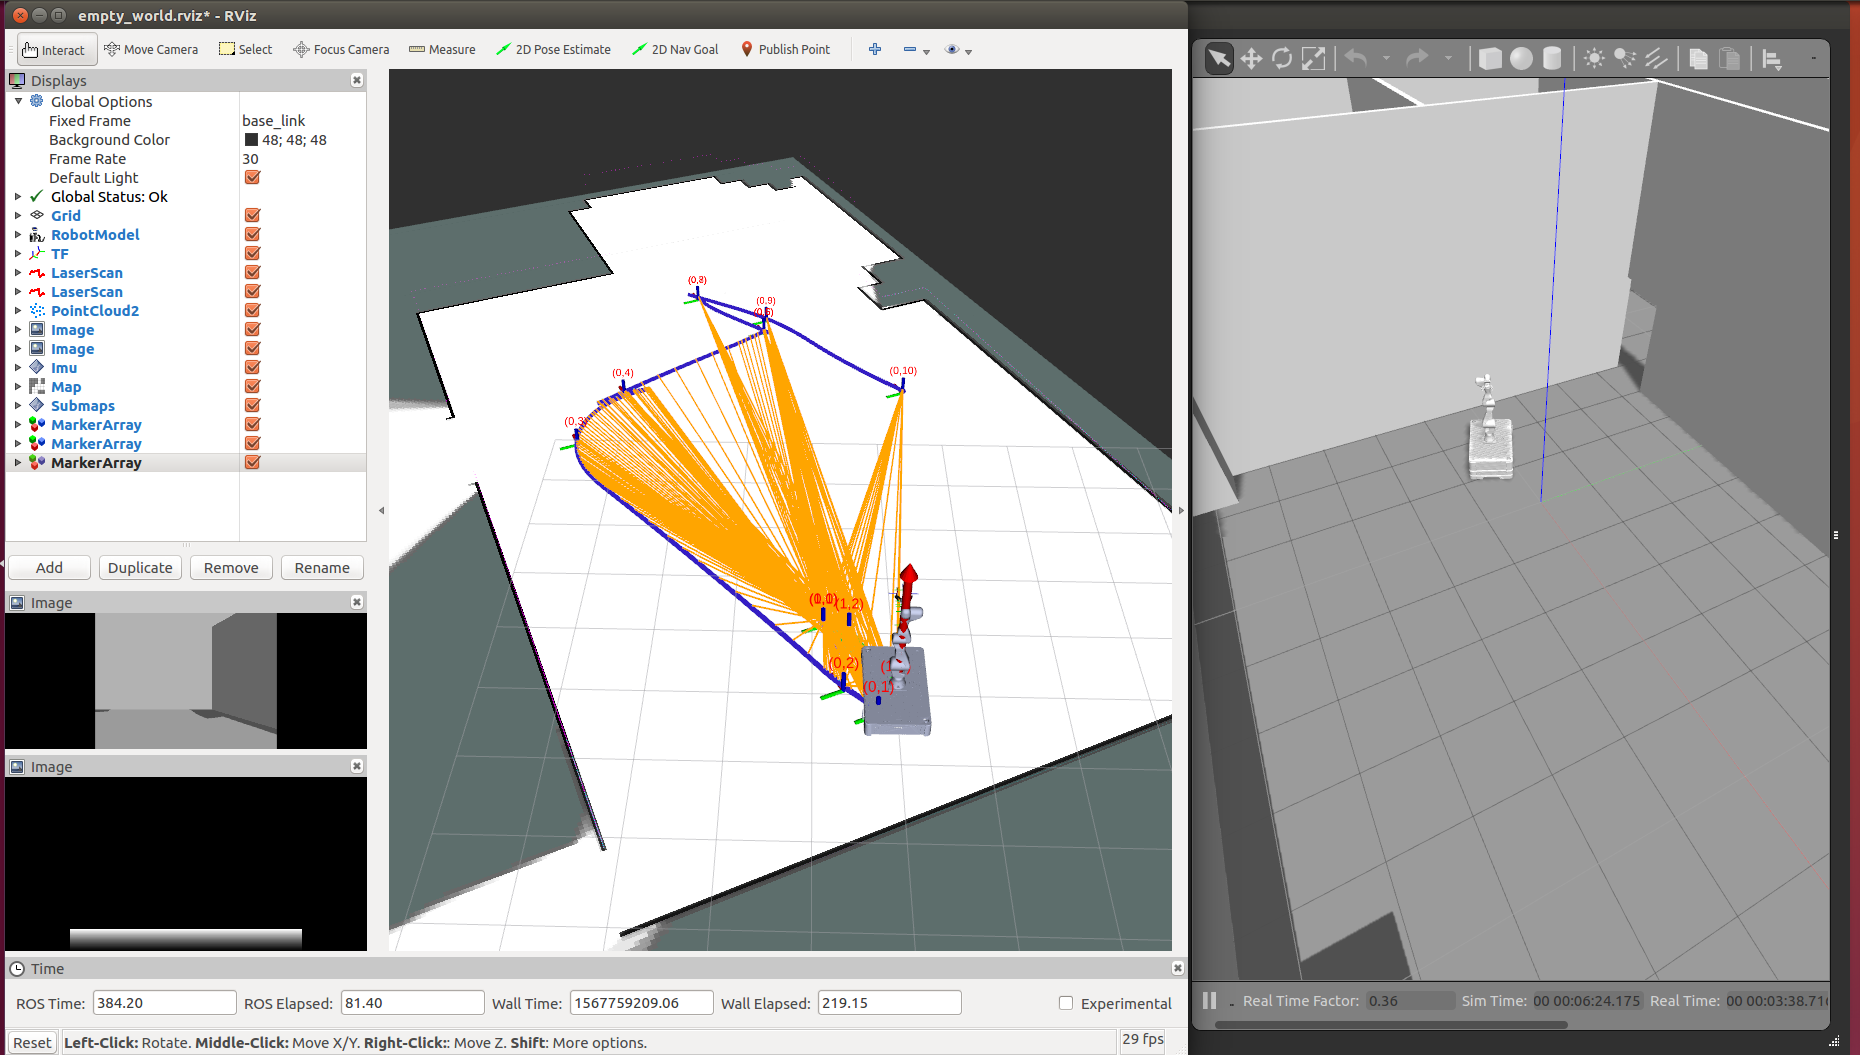 empty_world.rviz* - RViz
Interact Move Camera Select Focus Camera Measure 2D Pose Estimate 2D Nav Goal Publish Point
Displays
Global Options
Fixed Frame base_link
Background Color 48; 48; 48
Frame Rate 30
Default Light
Global Status: Ok
Grid
RobotModel
TF
LaserScan
LaserScan
PointCloud2
Image
Image
Imu
Map
Submaps
MarkerArray
MarkerArray
MarkerArray
Add Duplicate Remove Rename
Image
Image
(0,9)
(0,4)
(0,10)
(0,3)
(1,2)
(0,2)
(0,1)
Time
ROS Time: 384.20 ROS Elapsed: 81.40 Wall Time: 1567759209.06 Wall Elapsed: 219.15 Experimental
Reset Left-Click: Rotate. Middle-Click: Move X/Y. Right-Click:: Move Z. Shift: More options. 29 fps
Real Time Factor: 0.36 Sim Time: 00 00:06:24.175 Real Time: 00 00:03:38.71